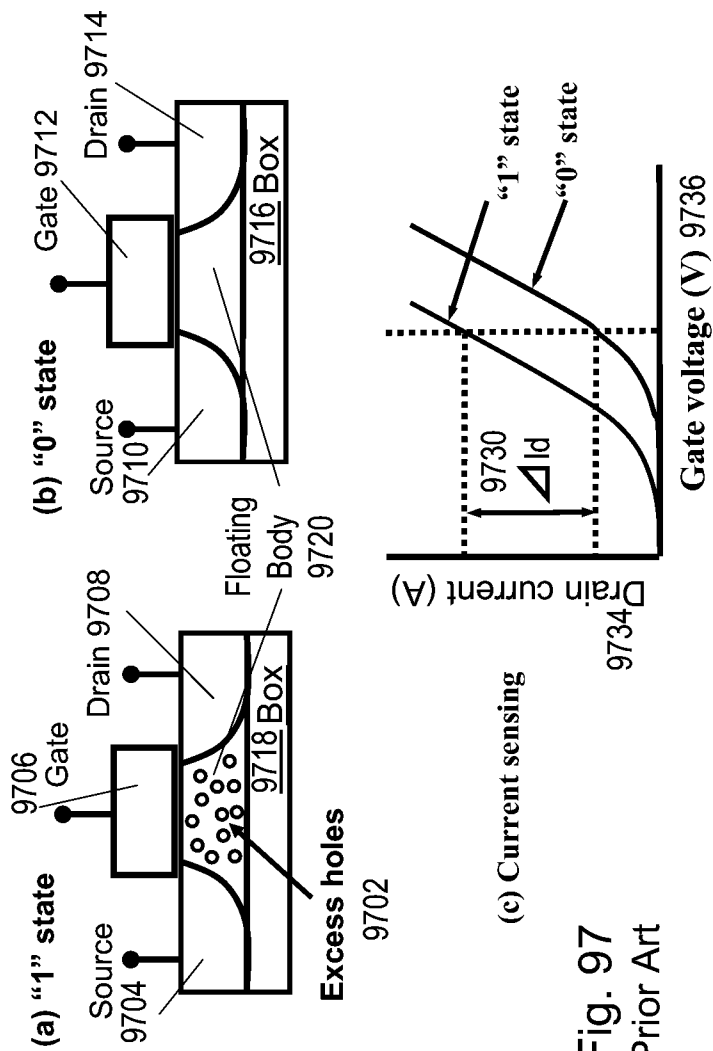 (a) “1” state
Source
9704
9706
Gate
Drain 9708
9718 Box
Excess holes
9702
Floating
Body
9720
(b) “0” state
Source
9710
Gate 9712
Drain 9714
9716 Box
(c) Current sensing
Drain current (A)
9734
9730
⊿Id
“1” state
“0” state
Gate voltage (V) 9736
Fig. 97
Prior Art